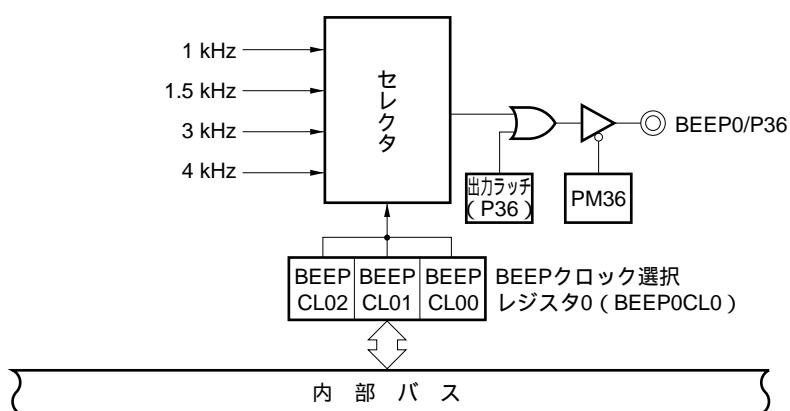 1 kHz
1.5 kHz
3 kHz
4 kHz
セレクタ
BEEP0/P36
出力ラッチ
(P36)
PM36
BEEP CL02
BEEP CL01
BEEP CL00
BEEPクロック選択
レジスタ0(BEEP0CL0)
内 部 バ ス